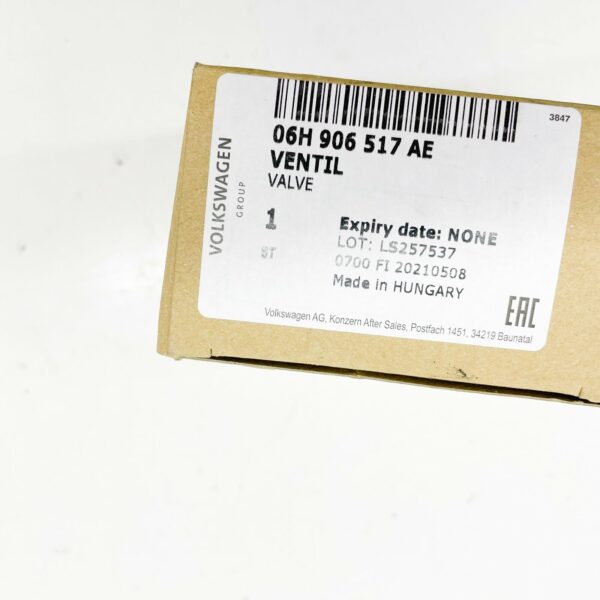 3847
06H 906 517 AE
VENTIL
VALVE
VOLKSWAGEN
GROUP
1
ST
Expiry date: NONE
LOT: LS257537
0700 FI 20210508
Made in HUNGARY
EAC
Volkswagen AG, Konzern After Sales, Postfach 1451, 34219 Baunatal